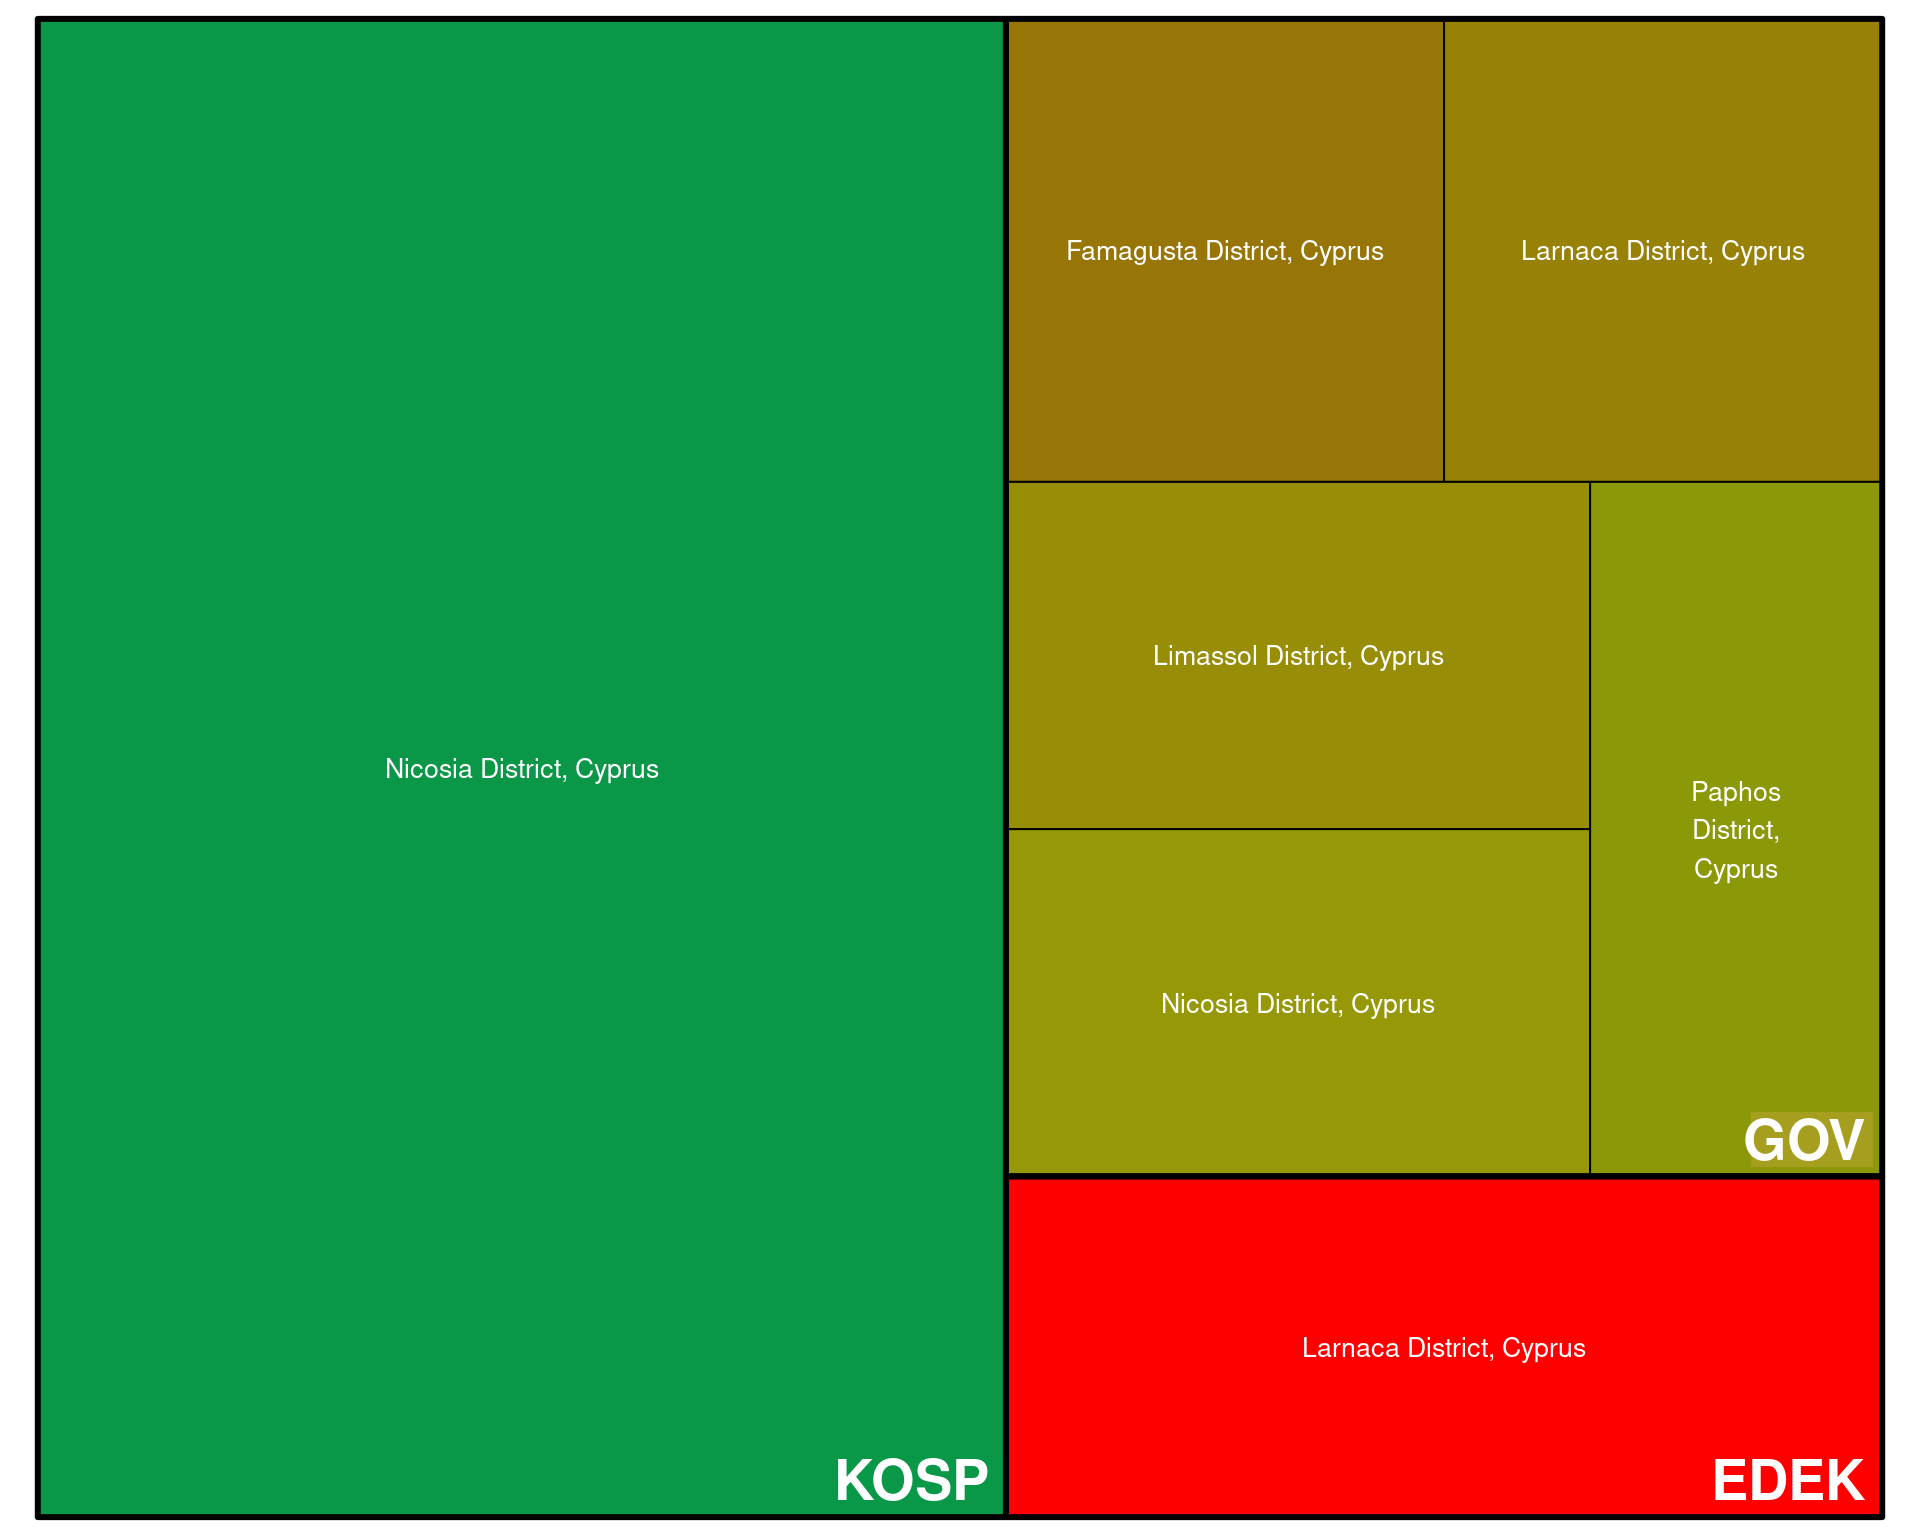 Nicosia District, Cyprus
KOSP
Famagusta District, Cyprus
Larnaca District, Cyprus
Limassol District, Cyprus
Nicosia District, Cyprus
Paphos
District,
Cyprus
GOV
Larnaca District, Cyprus
EDEK